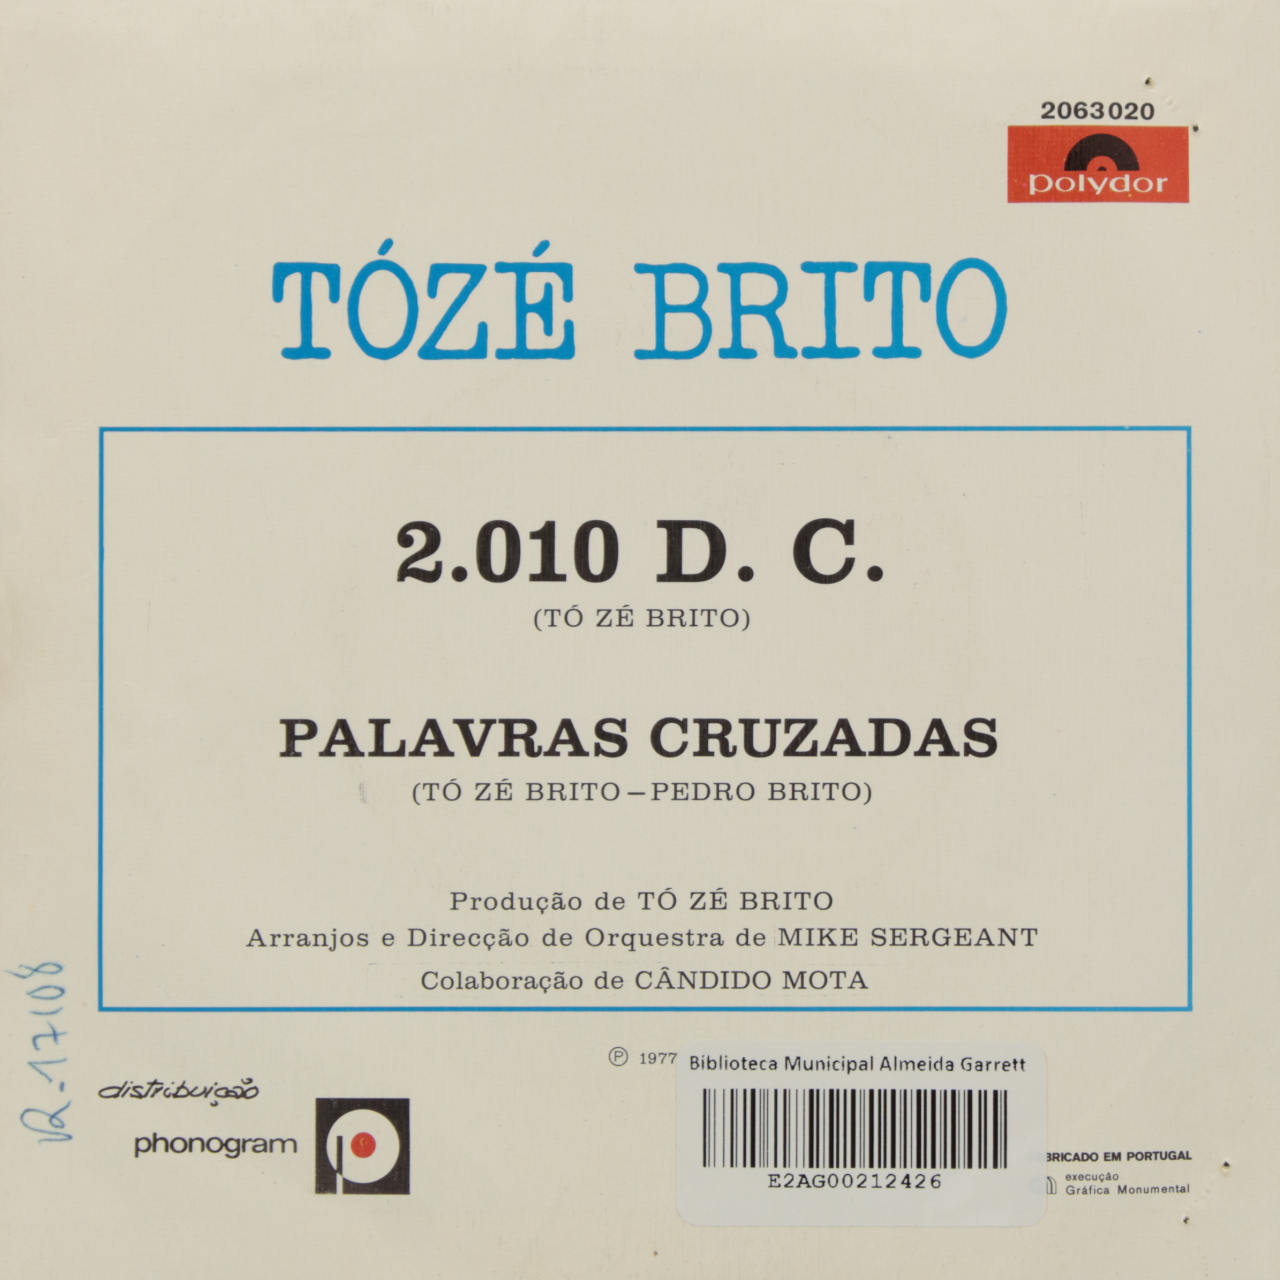 2063020
polydor
TÓZÉ BRITO
2.010 D. C.
(TÓ ZÉ BRITO)
PALAVRAS CRUZADAS
(TÓ ZÉ BRITO – PEDRO BRITO)
Produção de TÓ ZÉ BRITO
Arranjos e Direcção de Orquestra de MIKE SERGEANT
Colaboração de CÂNDIDO MOTA
R-17108
℗ 1977
Biblioteca Municipal Almeida Garrett
E2AG00212426
distribuição
phonogram
BRICADO EM PORTUGAL
execução
Gráfica Monumental